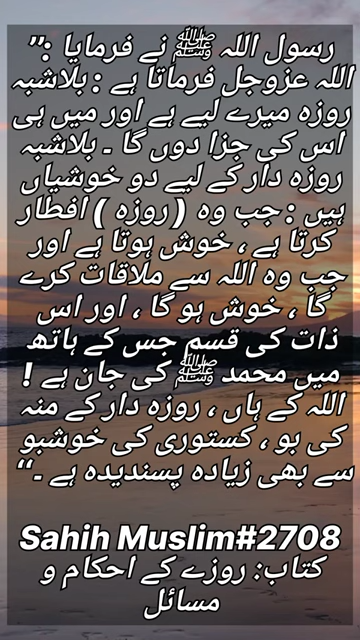 رسول اللہ ﷺ نے فرمایا :”
اللہ عزوجل فرماتا ہے : بلاشبہ
روزہ میرے لیے ہے اور میں ہی
اس کی جزا دوں گا ۔ بلاشبہ
روزہ دار کے لیے دو خوشیاں
ہیں : جب وہ ( روزہ ) افطار
کرتا ہے ، خوش ہوتا ہے اور
جب وہ اللہ سے ملاقات کرے
گا ، خوش ہو گا ، اور اس
ذات کی قسم جس کے ہاتھ
میں محمد ﷺ کی جان ہے !
اللہ کے ہاں ، روزہ دار کے منہ
کی بو ، کستوری کی خوشبو
سے بھی زیادہ پسندیدہ ہے ۔“
Sahih Muslim#2708
کتاب: روزے کے احکام و
مسائل